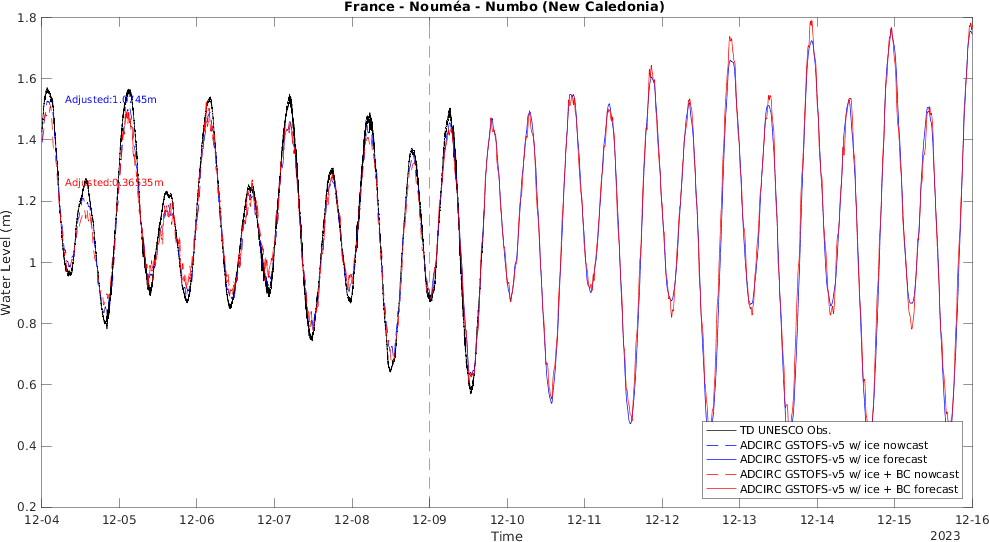 France - Nouméa - Numbo (New Caledonia)
1.8
1.6
1.4
1.2
1
0.8
0.6
0.4
0.2
Water Level (m)
Adjusted:1.0745m
Adjusted:0.36535m
TD UNESCO Obs.
ADCIRC GSTOFS-v5 w/ ice nowcast
ADCIRC GSTOFS-v5 w/ ice forecast
ADCIRC GSTOFS-v5 w/ ice + BC nowcast
ADCIRC GSTOFS-v5 w/ ice + BC forecast
12-04 12-05 12-06 12-07 12-08 12-09 12-10 12-11 12-12 12-13 12-14 12-15 12-16
Time
2023